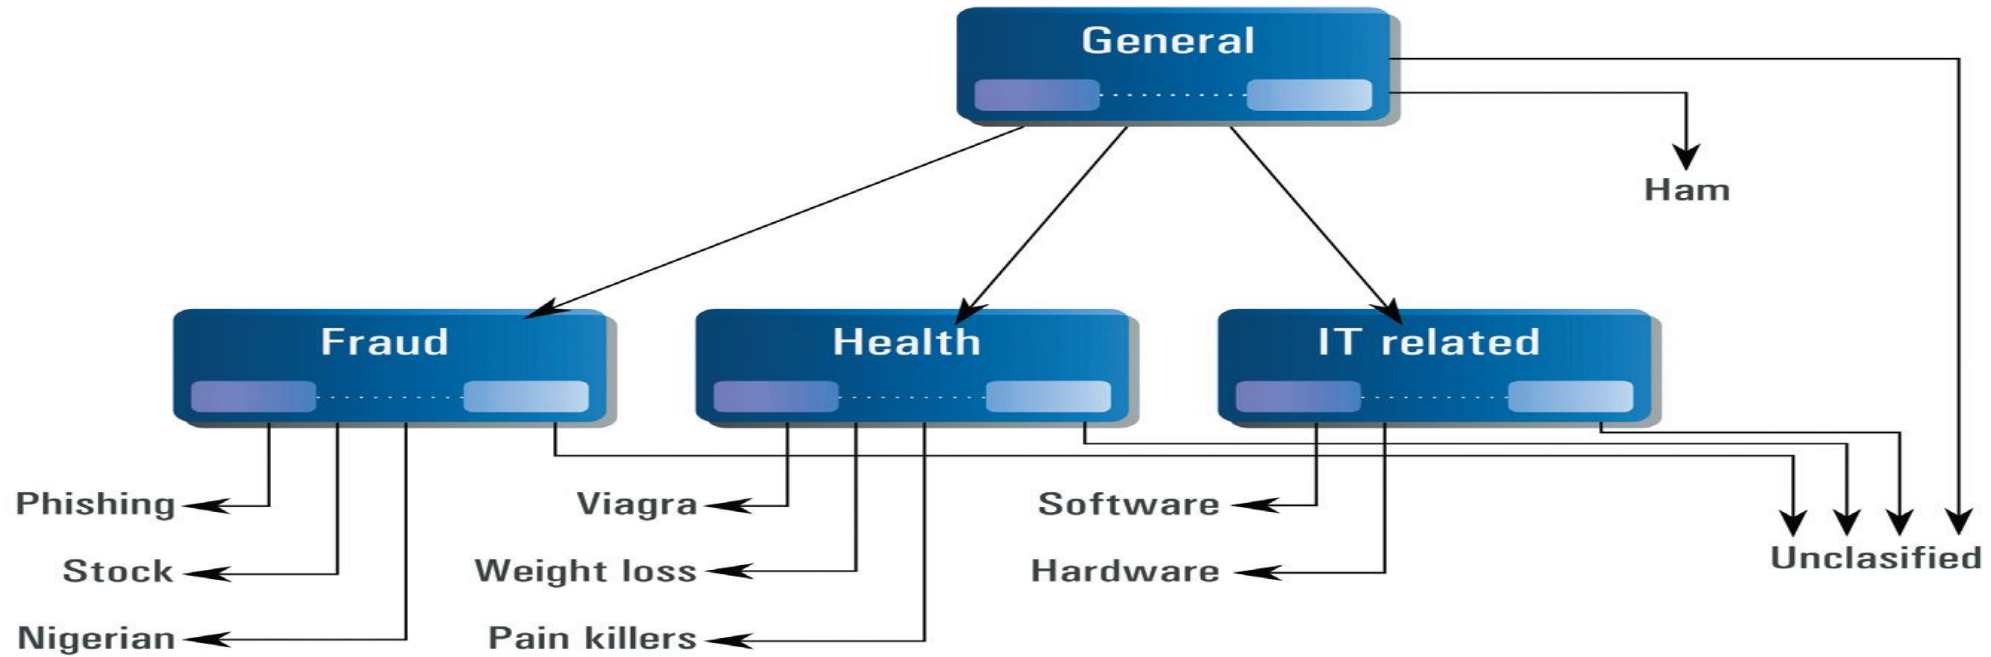 General
Ham
Fraud
Health
IT related
Phishing
Viagra
Software
Unclasified
Stock
Weight loss
Hardware
Nigerian
Pain killers